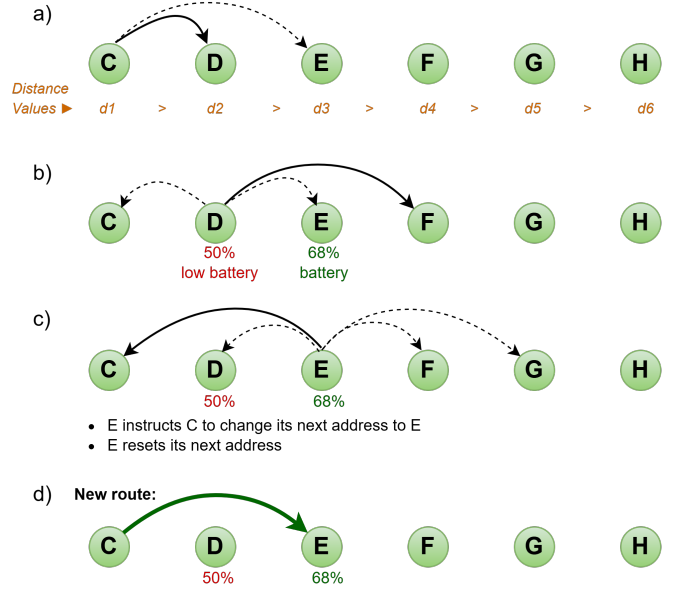 a)
C D E F G H
Distance
Values ► d1 > d2 > d3 > d4 > d5 > d6
b)
C D E F G H
50% 68%
low battery battery
c)
C D E F G H
50% 68%
• E instructs C to change its next address to E
• E resets its next address
d) New route:
C D E F G H
50% 68%